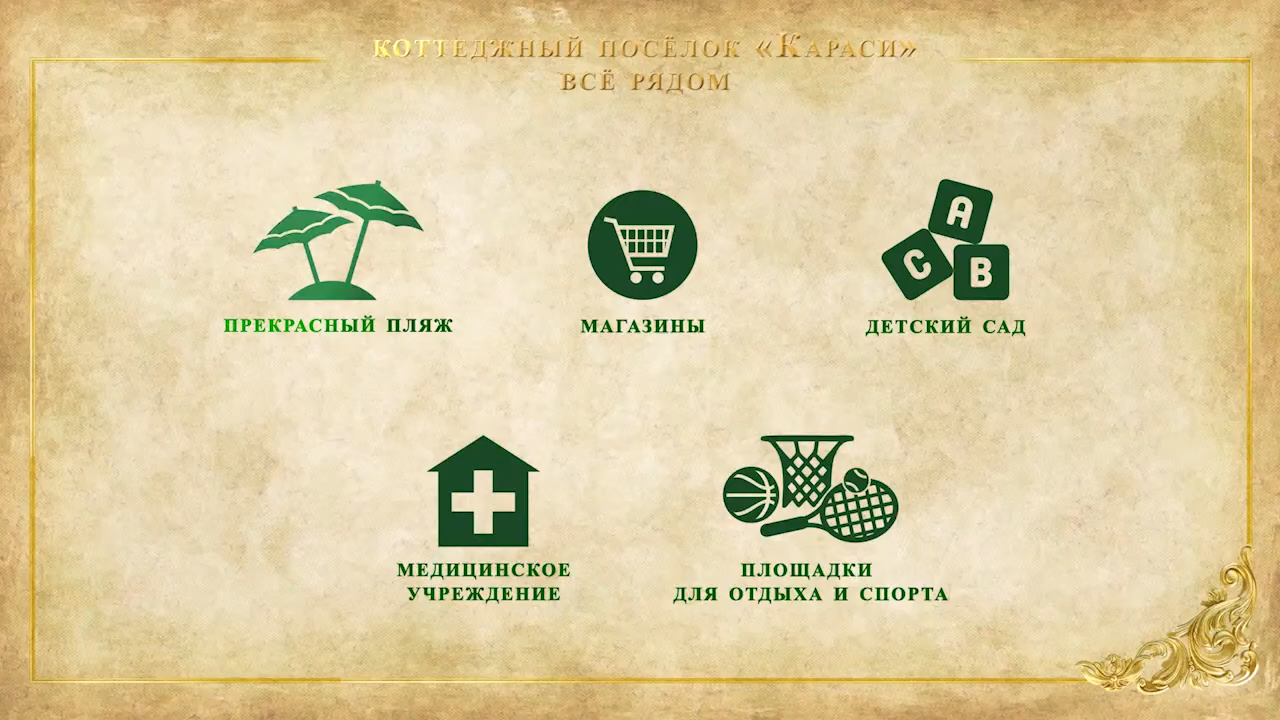 КОТТЕДЖНЫЙ ПОСЁЛОК «КАРАСИ»
ВСЁ РЯДОМ
A
C
B
ПРЕКРАСНЫЙ ПЛЯЖ
МАГАЗИНЫ
ДЕТСКИЙ САД
МЕДИЦИНСКОЕ
УЧРЕЖДЕНИЕ
ПЛОЩАДКИ
ДЛЯ ОТДЫХА И СПОРТА